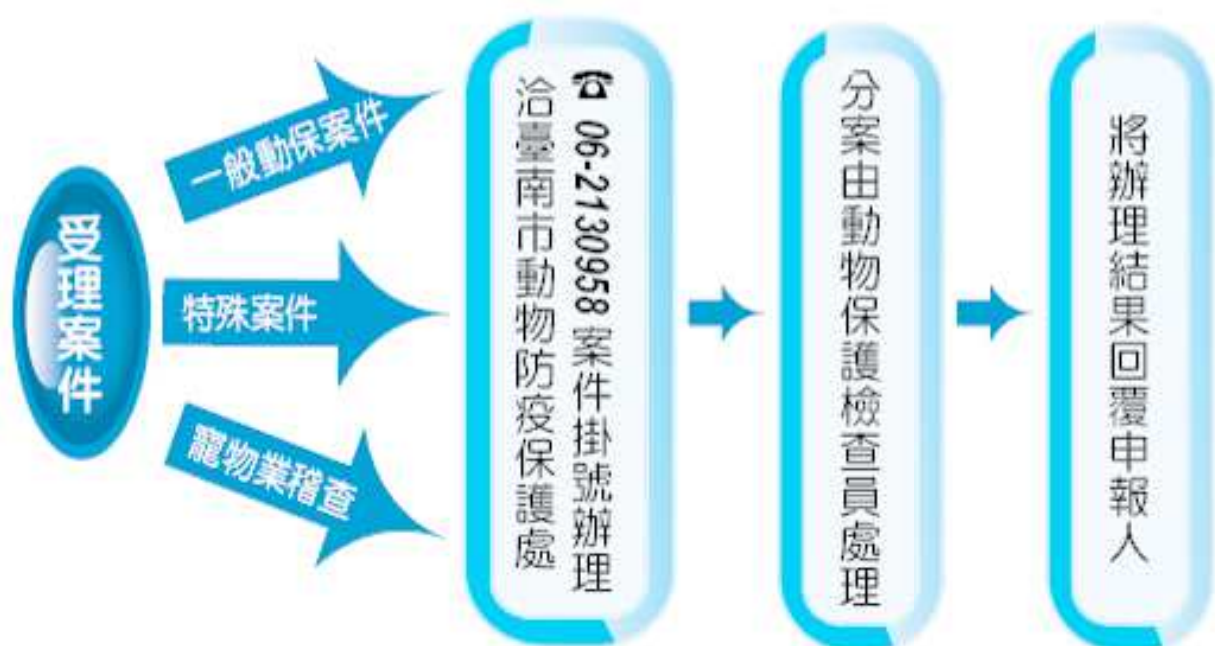 受理案件
一般動保案件
特殊案件
寵物業稽查
洽臺南市動物防疫保護處
☎ 06-2130958 案件掛號辦理
分案由動物保護檢查員處理
將辦理結果回覆申報人